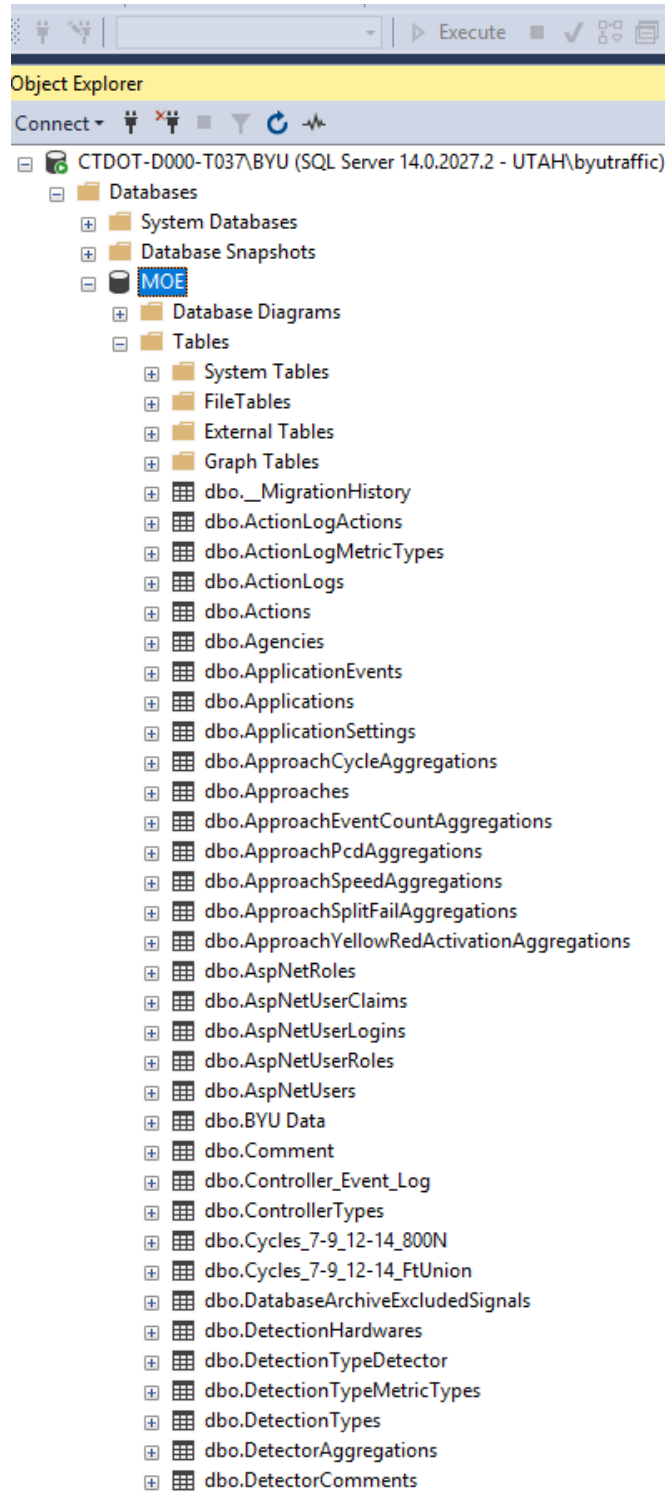 Execute
Object Explorer
Connect
CTDOT-D000-T037\BYU (SQL Server 14.0.2027.2 - UTAH\byutraffic)
Databases
System Databases
Database Snapshots
MOE
Database Diagrams
Tables
System Tables
FileTables
External Tables
Graph Tables
dbo.__MigrationHistory
dbo.ActionLogActions
dbo.ActionLogMetricTypes
dbo.ActionLogs
dbo.Actions
dbo.Agencies
dbo.ApplicationEvents
dbo.Applications
dbo.ApplicationSettings
dbo.ApproachCycleAggregations
dbo.Approaches
dbo.ApproachEventCountAggregations
dbo.ApproachPcdAggregations
dbo.ApproachSpeedAggregations
dbo.ApproachSplitFailAggregations
dbo.ApproachYellowRedActivationAggregations
dbo.AspNetRoles
dbo.AspNetUserClaims
dbo.AspNetUserLogins
dbo.AspNetUserRoles
dbo.AspNetUsers
dbo.BYU Data
dbo.Comment
dbo.Controller_Event_Log
dbo.ControllerTypes
dbo.Cycles_7-9_12-14_800N
dbo.Cycles_7-9_12-14_FtUnion
dbo.DatabaseArchiveExcludedSignals
dbo.DetectionHardwares
dbo.DetectionTypeDetector
dbo.DetectionTypeMetricTypes
dbo.DetectionTypes
dbo.DetectorAggregations
dbo.DetectorComments